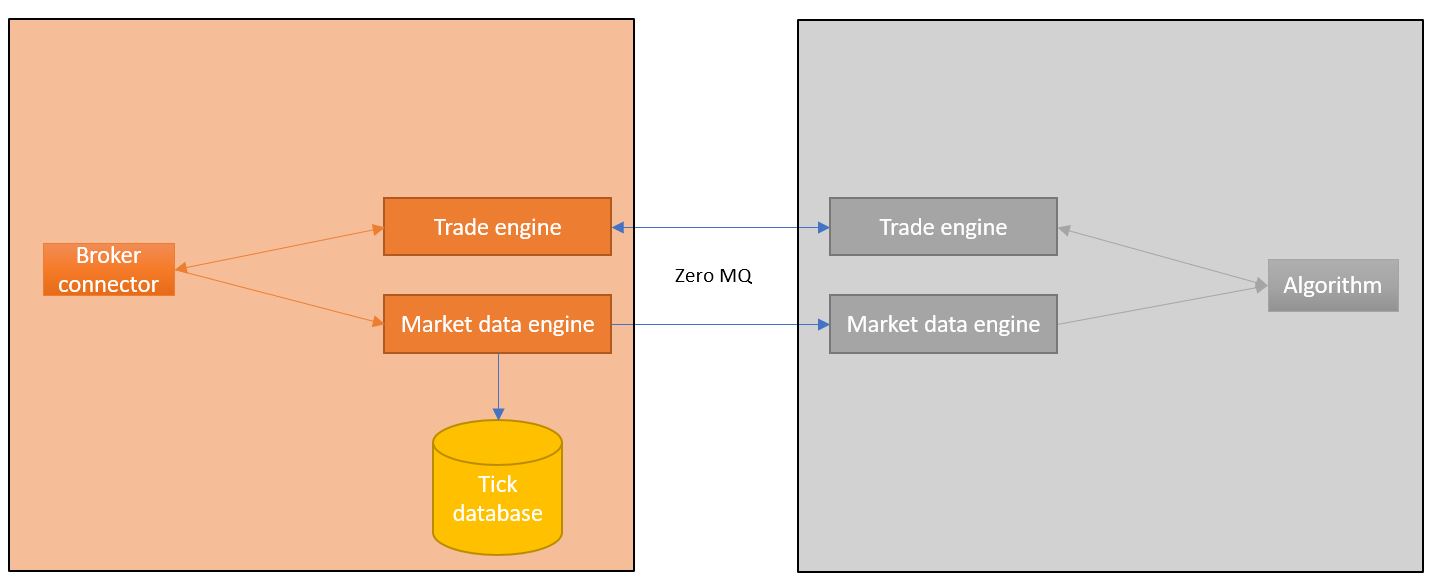 Broker
connector
Trade engine
Market data engine
Tick
database
Zero MQ
Trade engine
Market data engine
Algorithm